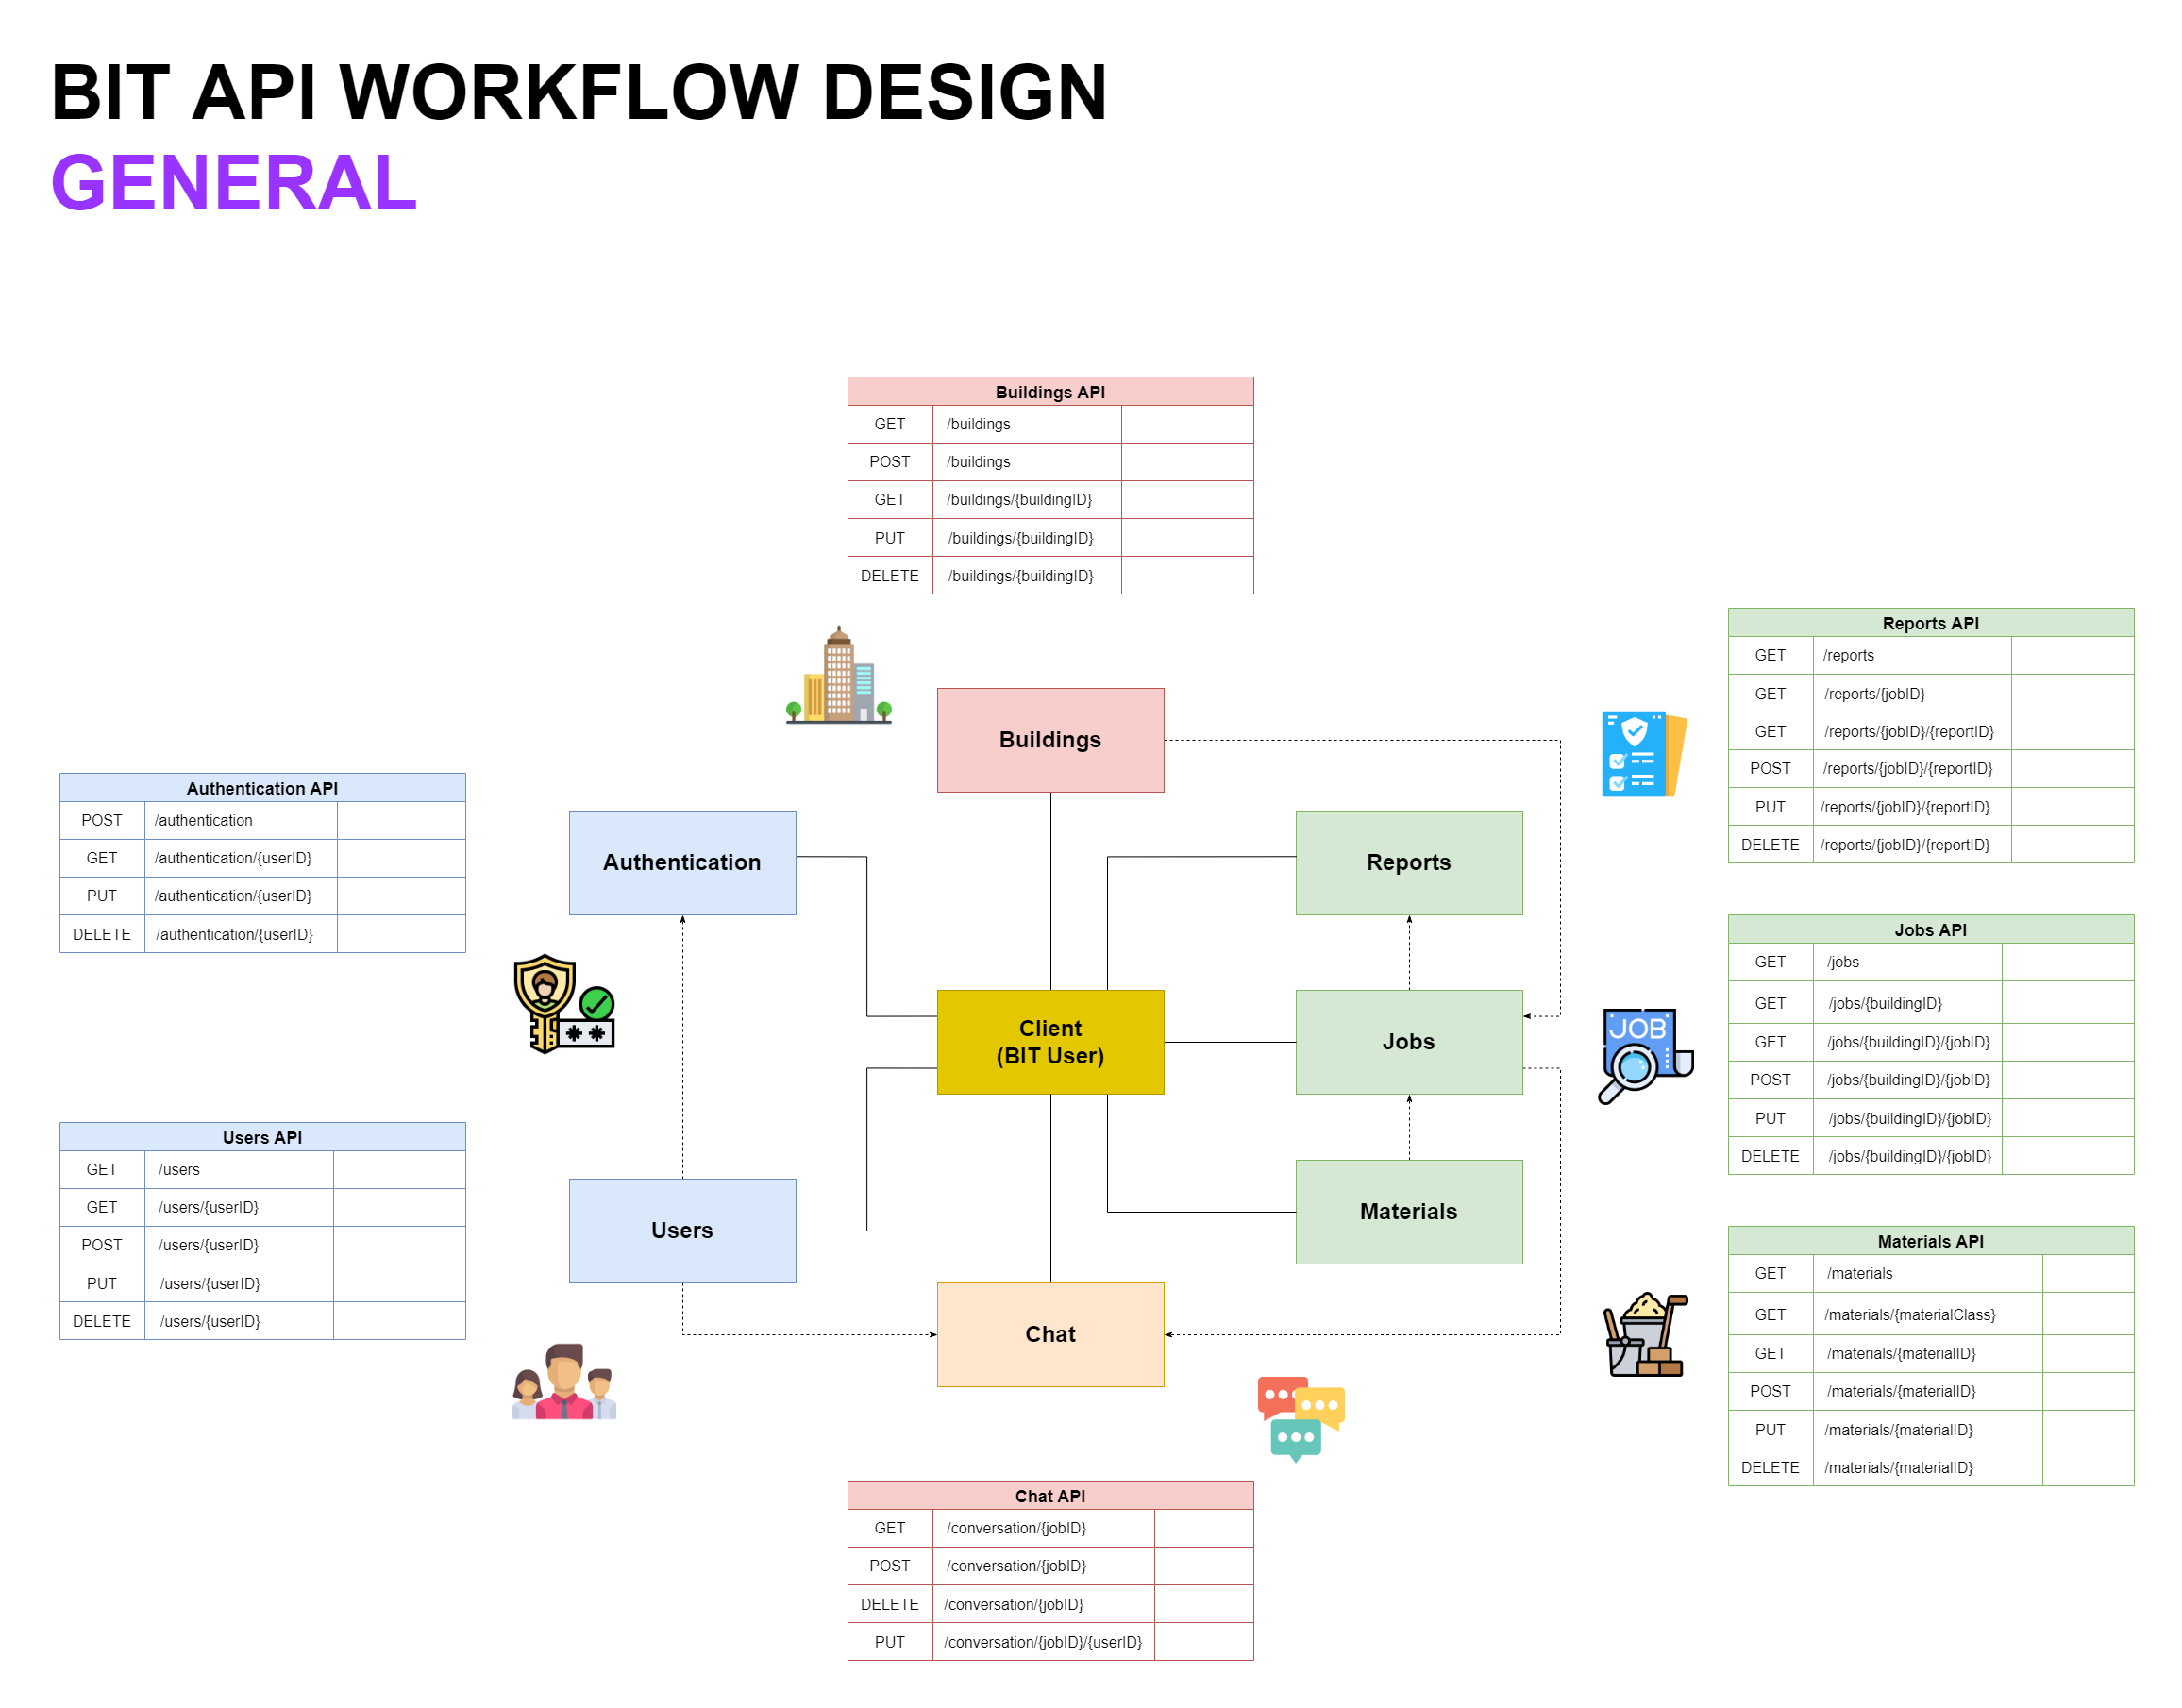 BIT API WORKFLOW DESIGN
GENERAL
Buildings API
GET /buildings
POST /buildings
GET /buildings/{buildingID}
PUT /buildings/{buildingID}
DELETE /buildings/{buildingID}
Reports API
GET /reports
GET /reports/{jobID}
GET /reports/{jobID}/{reportID}
POST /reports/{jobID}/{reportID}
PUT /reports/{jobID}/{reportID}
DELETE /reports/{jobID}/{reportID}
Buildings
Authentication API
POST /authentication
GET /authentication/{userID}
PUT /authentication/{userID}
DELETE /authentication/{userID}
Authentication
Reports
Jobs API
GET /jobs
GET /jobs/{buildingID}
GET /jobs/{buildingID}/{jobID}
POST /jobs/{buildingID}/{jobID}
PUT /jobs/{buildingID}/{jobID}
DELETE /jobs/{buildingID}/{jobID}
Client
(BIT User)
Jobs
JOB
Users API
GET /users
GET /users/{userID}
POST /users/{userID}
PUT /users/{userID}
DELETE /users/{userID}
Users
Materials
Materials API
GET /materials
GET /materials/{materialClass}
GET /materials/{materialID}
POST /materials/{materialID}
PUT /materials/{materialID}
DELETE /materials/{materialID}
Chat
Chat API
GET /conversation/{jobID}
POST /conversation/{jobID}
DELETE /conversation/{jobID}
PUT /conversation/{jobID}/{userID}